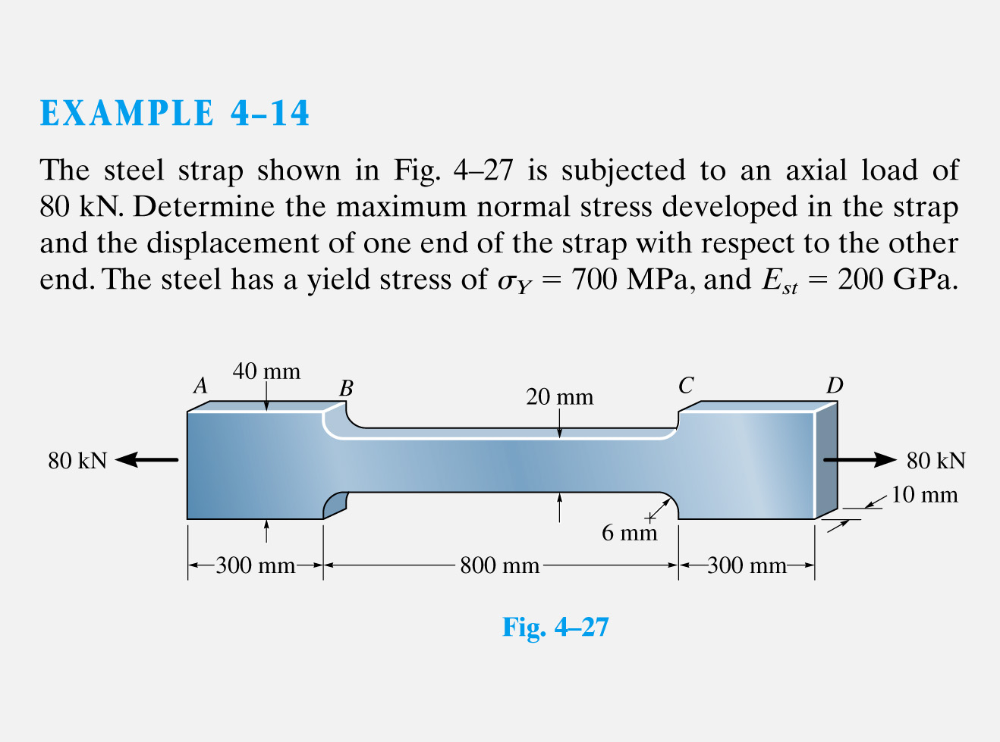 EXAMPLE 4–14
The steel strap shown in Fig. 4–27 is subjected to an axial load of
80 kN. Determine the maximum normal stress developed in the strap
and the displacement of one end of the strap with respect to the other
end. The steel has a yield stress of σY = 700 MPa, and Est = 200 GPa.
A
40 mm
B
20 mm
C
D
80 kN
80 kN
10 mm
6 mm
300 mm
800 mm
300 mm
Fig. 4–27